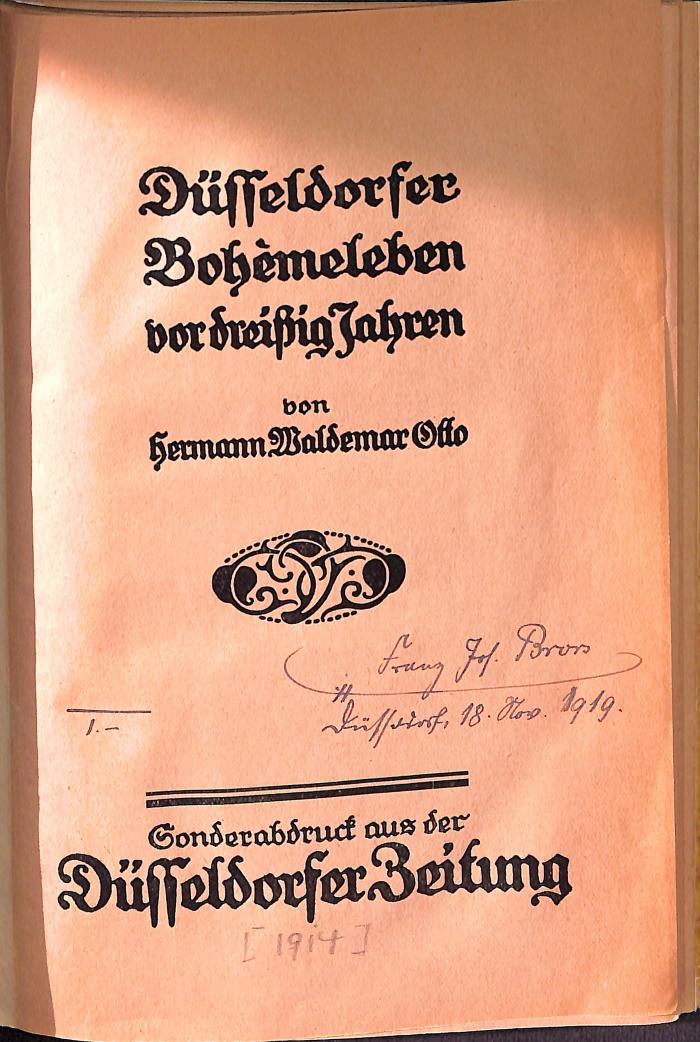 Düsseldorfer
Bohèmeleben
vor dreißig Jahren
von
Hermann Waldemar Otto
Franz Jos. Brors
Düsseldorf, 18. Nov. 1919.
1.–
Sonderabdruck aus der
Düsseldorfer Zeitung
[1914]